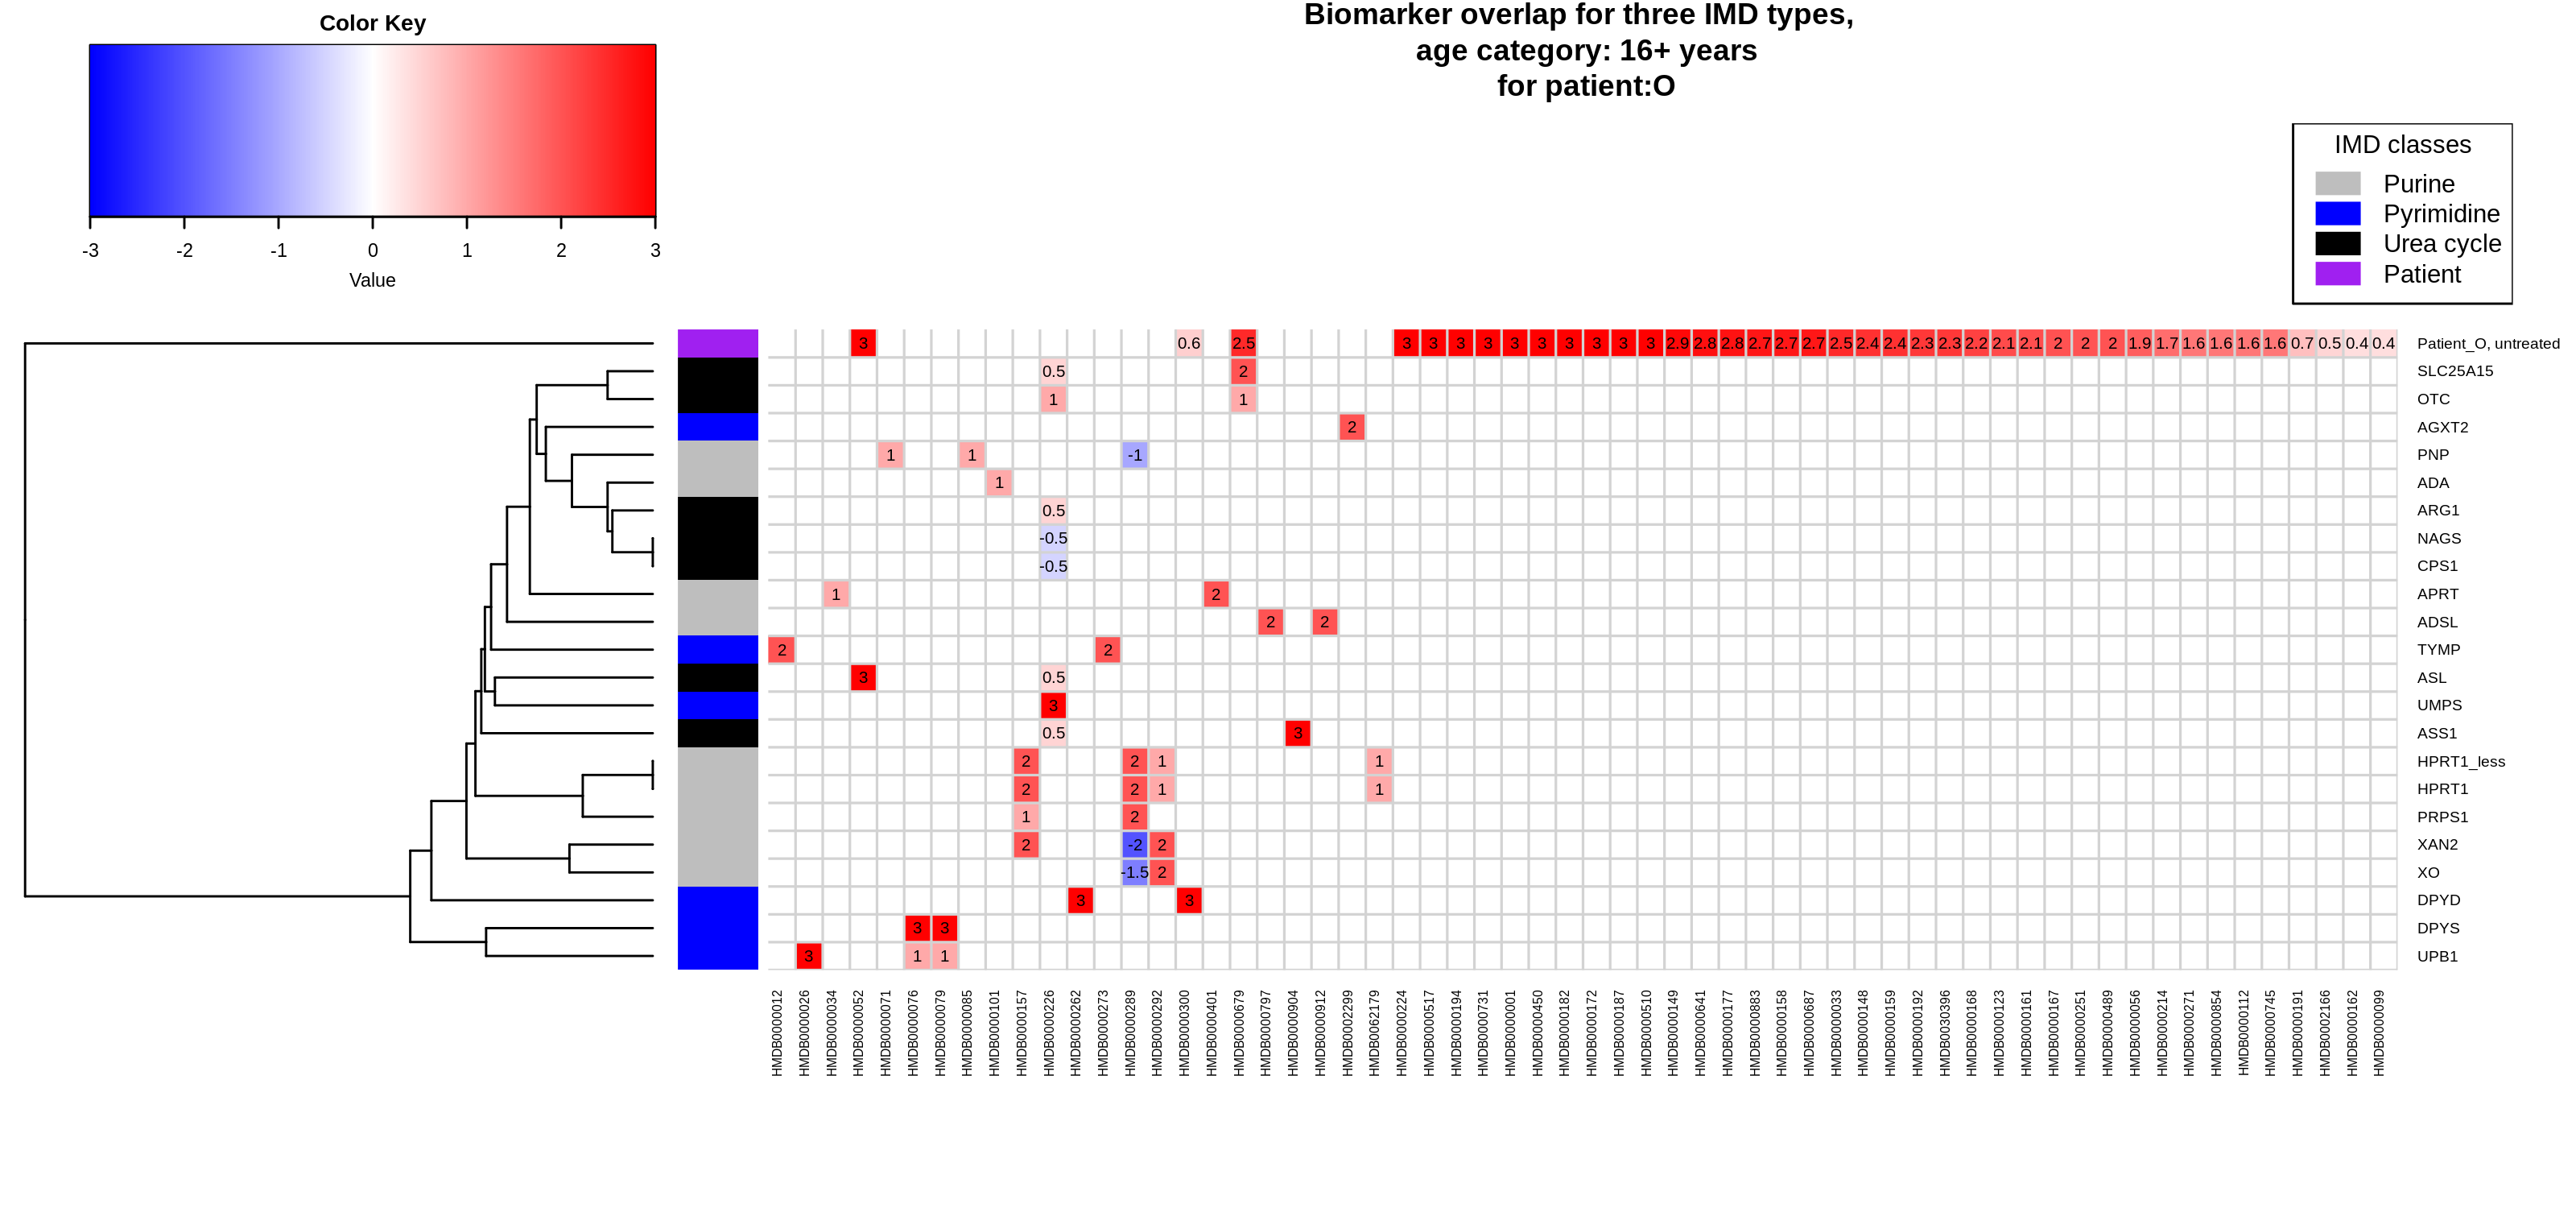 Color Key
-3 -2 -1 0 1 2 3
Value
Biomarker overlap for three IMD types,
age category: 16+ years
for patient:O
IMD classes
Purine
Pyrimidine
Urea cycle
Patient
3 0.6 2.5 3 3 3 3 3 3 3 3 3 3 2.9 2.8 2.8 2.7 2.7 2.7 2.5 2.4 2.4 2.3 2.3 2.2 2.1 2.1 2 2 2 1.9 1.7 1.6 1.6 1.6 1.6 0.7 0.5 0.4 0.4 Patient_O, untreated
0.5 2 SLC25A15
1 1 OTC
2 AGXT2
1 1 -1 PNP
1 ADA
0.5 ARG1
-0.5 NAGS
-0.5 CPS1
1 2 APRT
2 2 ADSL
2 2 TYMP
3 0.5 ASL
3 UMPS
0.5 3 ASS1
2 2 1 1 HPRT1_less
2 2 1 1 HPRT1
1 2 PRPS1
2 -2 2 XAN2
-1.5 2 XO
3 3 DPYD
3 3 DPYS
3 1 1 UPB1
HMDB0000012
HMDB0000026
HMDB0000034
HMDB0000052
HMDB0000071
HMDB0000076
HMDB0000079
HMDB0000085
HMDB0000101
HMDB0000157
HMDB0000226
HMDB0000262
HMDB0000273
HMDB0000289
HMDB0000292
HMDB0000300
HMDB0000401
HMDB0000679
HMDB0000797
HMDB0000904
HMDB0000912
HMDB0002299
HMDB0062179
HMDB0000224
HMDB0000517
HMDB0000194
HMDB0000731
HMDB0000001
HMDB0000450
HMDB0000182
HMDB0000172
HMDB0000187
HMDB0000510
HMDB0000149
HMDB0000641
HMDB0000177
HMDB0000883
HMDB0000158
HMDB0000687
HMDB0000033
HMDB0000148
HMDB0000159
HMDB0000192
HMDB0030396
HMDB0000168
HMDB0000123
HMDB0000161
HMDB0000167
HMDB0000251
HMDB0000489
HMDB0000056
HMDB0000214
HMDB0000271
HMDB0000854
HMDB0000112
HMDB0000745
HMDB0000191
HMDB0002166
HMDB0000162
HMDB0000099